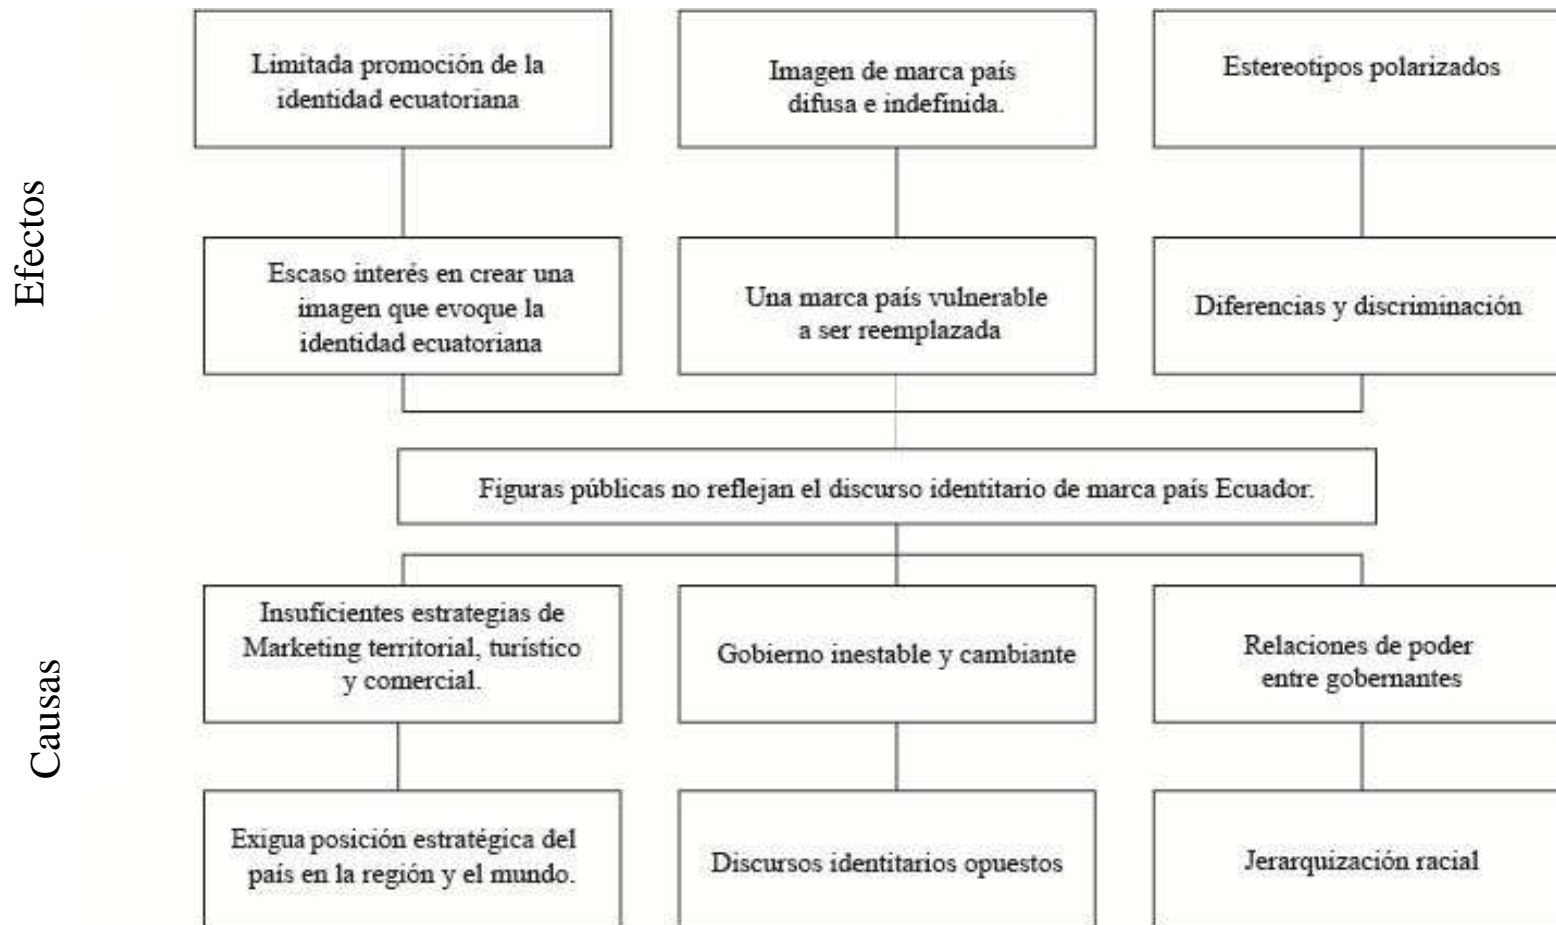 Efectos
Limitada promoción de la
identidad ecuatoriana
Imagen de marca país
difusa e indefinida.
Estereotipos polarizados
Escaso interés en crear una
imagen que evoque la
identidad ecuatoriana
Una marca país vulnerable
a ser reemplazada
Diferencias y discriminación
Figuras públicas no reflejan el discurso identitario de marca país Ecuador.
Causas
Insuficientes estrategias de
Marketing territorial, turístico
y comercial.
Gobierno inestable y cambiante
Relaciones de poder
entre gobernantes
Exigua posición estratégica del
país en la región y el mundo.
Discursos identitarios opuestos
Jerarquización racial